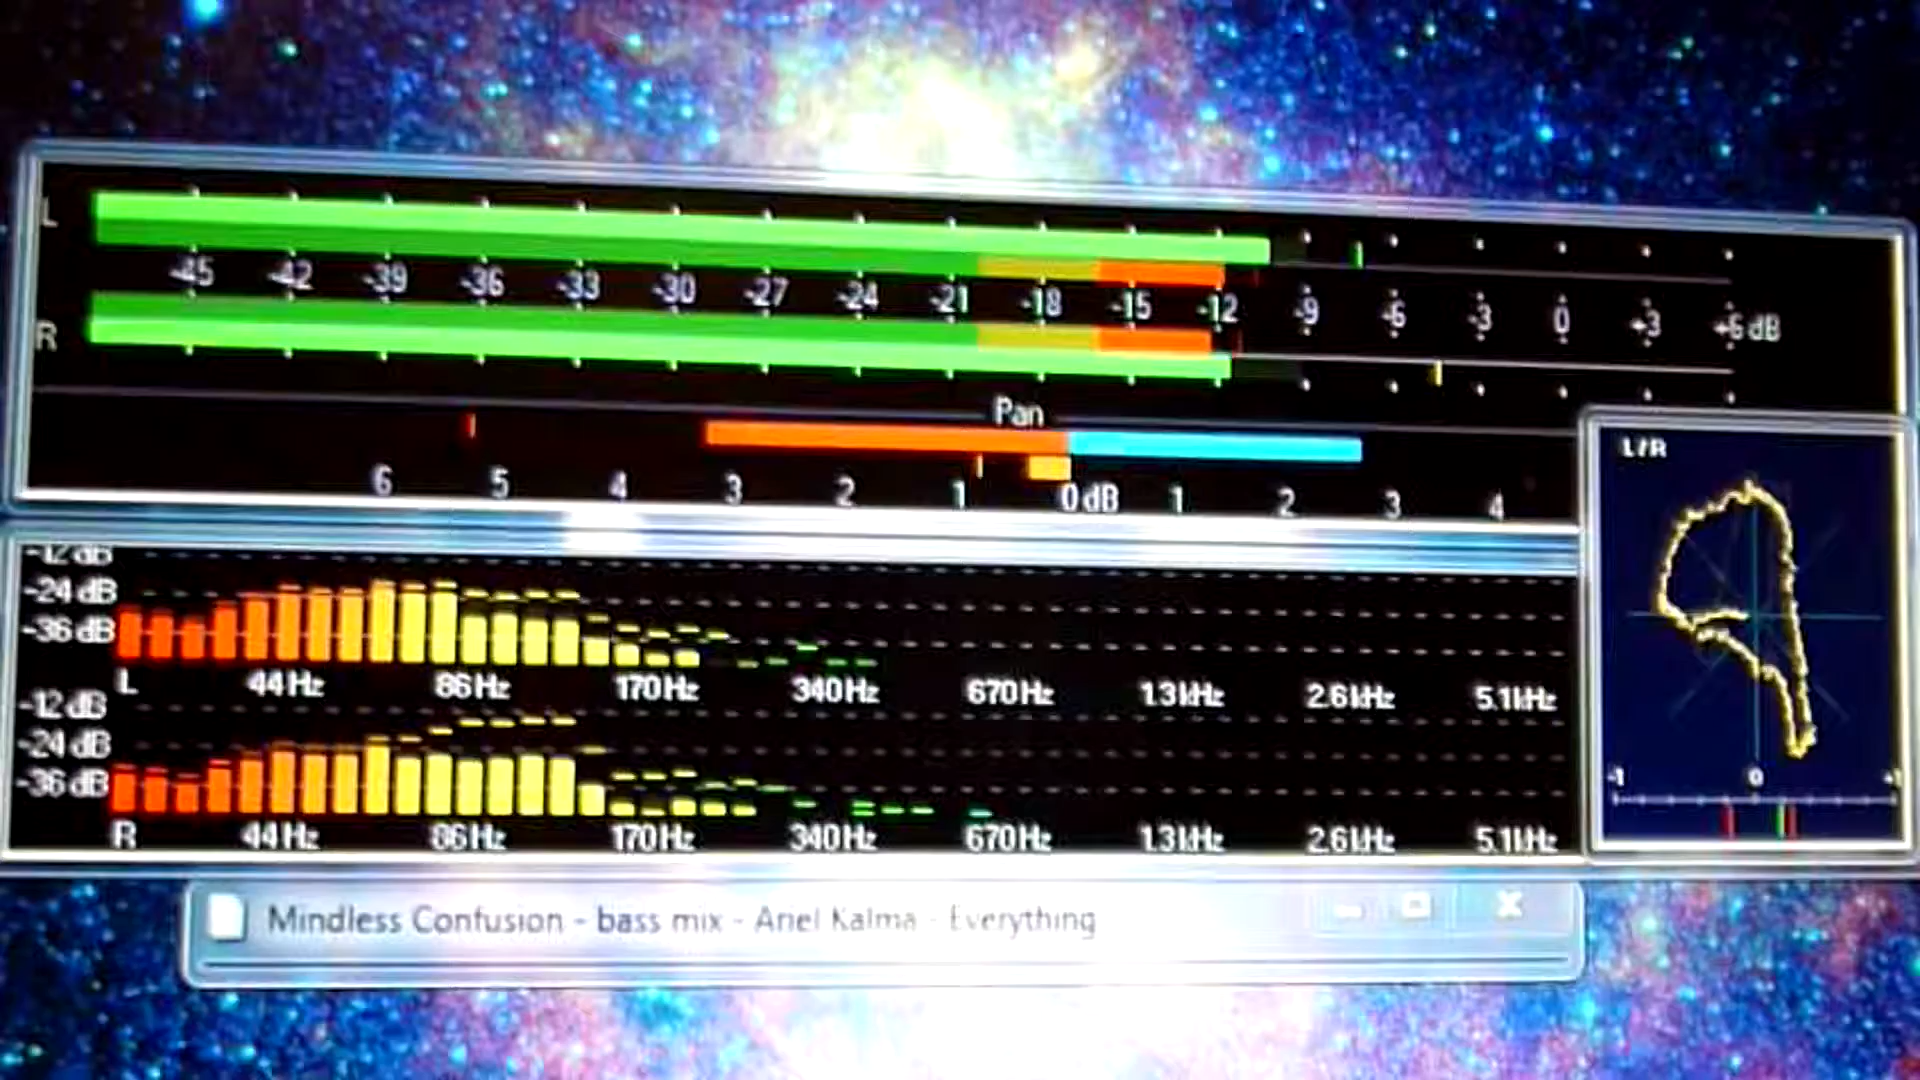 L
-45 -42 -39 -36 -33 -30 -27 -24 -21 -18 -15 -12 -9 -6 -3 0 +3 +6 dB
R
Pan
6 5 4 3 2 1 0 dB 1 2 3 4
L/R
-12 dB
-24 dB
-36 dB
L 44 Hz 86 Hz 170 Hz 340 Hz 670 Hz 1.3 kHz 2.6 kHz 5.1 kHz
-12 dB
-24 dB
-36 dB
R 44 Hz 86 Hz 170 Hz 340 Hz 670 Hz 1.3 kHz 2.6 kHz 5.1 kHz
-1 0 -1
Mindless Confusion - bass mix - Ariel Kalma - Everything